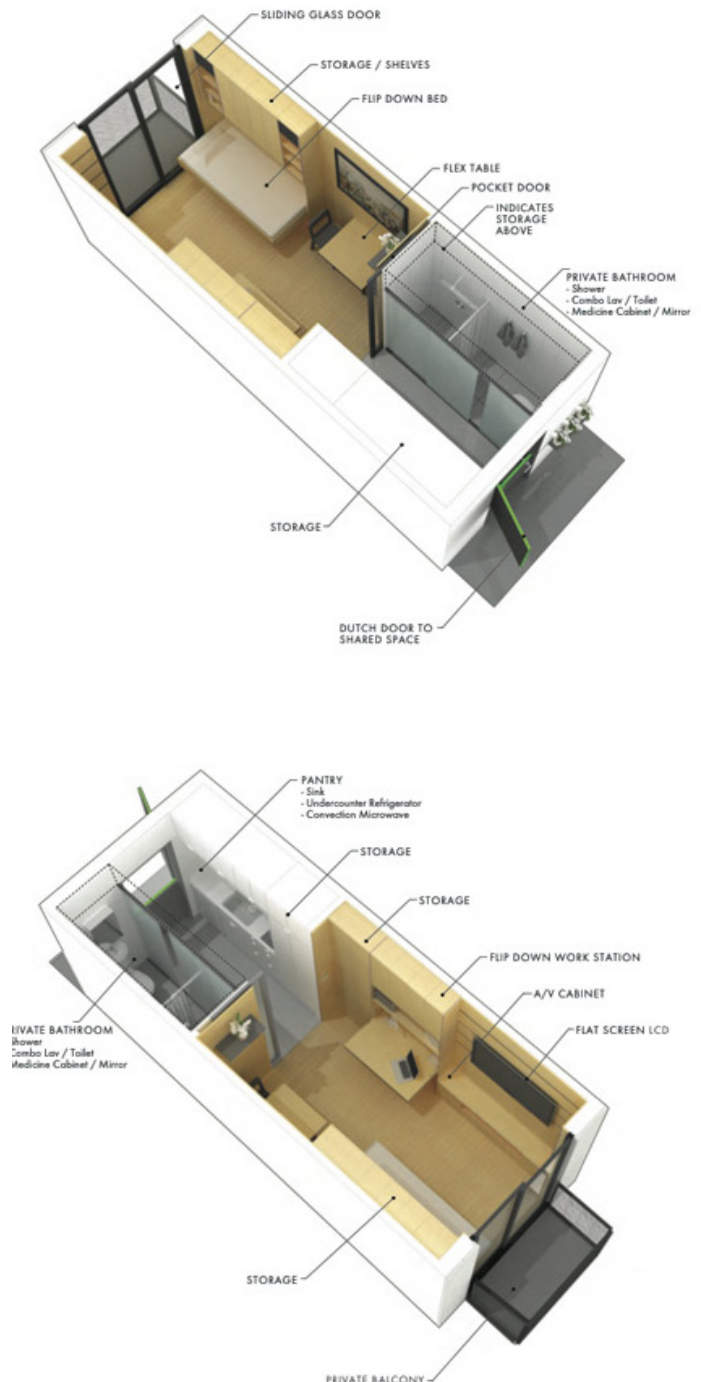 SLIDING GLASS DOOR
STORAGE / SHELVES
FLIP DOWN BED
FLEX TABLE
POCKET DOOR
INDICATES
STORAGE
ABOVE
PRIVATE BATHROOM
- Shower
- Combo Lav / Toilet
- Medicine Cabinet / Mirror
STORAGE
DUTCH DOOR TO
SHARED SPACE
PANTRY
- Sink
- Undercounter Refrigerator
- Convection Microwave
STORAGE
STORAGE
FLIP DOWN WORK STATION
A/V CABINET
FLAT SCREEN LCD
RIVATE BATHROOM
Shower
Combo Lav / Toilet
Medicine Cabinet / Mirror
STORAGE
PRIVATE BALCONY